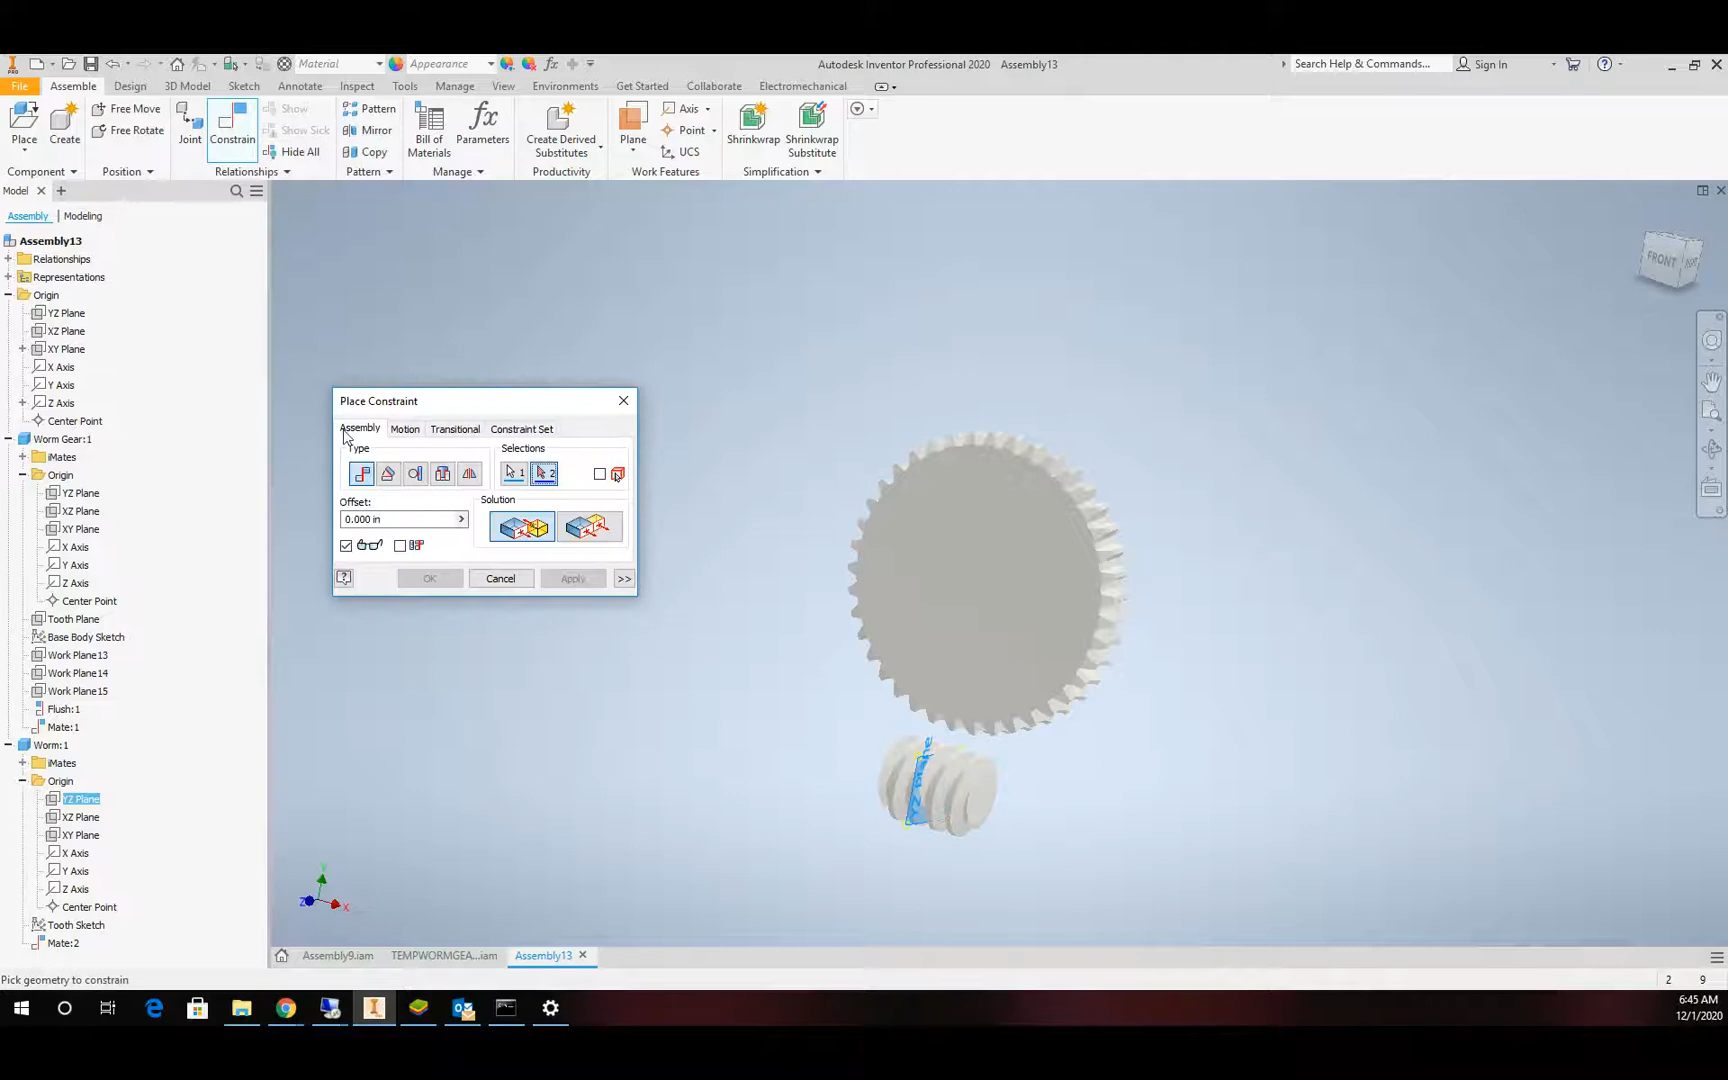 Material
Appearance
Autodesk Inventor Professional 2020 Assembly13
Search Help & Commands...
Sign In
File Assemble Design 3D Model Sketch Annotate Inspect Tools Manage View Environments Get Started Collaborate Electromechanical
Place
Create
Free Move
Free Rotate
Joint
Constrain
Show
Show Sick
Hide All
Pattern
Mirror
Copy
Bill of
Materials
Parameters
Create Derived
Substitutes
Plane
Axis
Point
UCS
Shrinkwrap
Shrinkwrap
Substitute
Component Position Relationships Pattern Manage Productivity Work Features Simplification
Model
Assembly | Modeling
Assembly13
Relationships
Representations
Origin
YZ Plane
XZ Plane
XY Plane
X Axis
Y Axis
Z Axis
Center Point
Worm Gear:1
iMates
Origin
YZ Plane
XZ Plane
XY Plane
X Axis
Y Axis
Z Axis
Center Point
Tooth Plane
Base Body Sketch
Work Plane13
Work Plane14
Work Plane15
Flush:1
Mate:1
Worm:1
iMates
Origin
YZ Plane
XZ Plane
XY Plane
X Axis
Y Axis
Z Axis
Center Point
Tooth Sketch
Mate:2
Place Constraint
Assembly Motion Transitional Constraint Set
Type
Selections
1
2
Offset:
Solution
0.000 in
OK
Cancel
Apply
>>
FRONT
RIGHT
YZ Plane
Y
Z
X
Assembly9.iam
TEMPWORMGEA...iam
Assembly13
Pick geometry to constrain
2 9
6:45 AM
12/1/2020